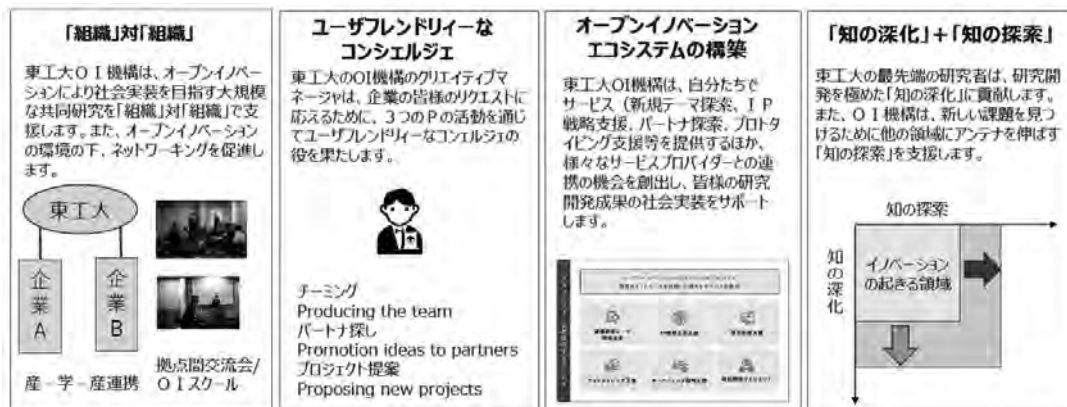 「組織」対「組織」
東工大OI機構は、オープンイノベー
ションにより社会実装を目指す大規模
な共同研究を「組織」対「組織」で支
援します。また、オープンイノベーション
の環境の下、ネットワーキングを促進し
ます。
東工大
企業A
企業B
産-学-産連携
拠点間交流会/
OIスクール
ユーザフレンドリィーな
コンシェルジェ
東工大のOI機構のクリエイティブマ
ネージャは、企業の皆様のリクエストに
応えるために、3つのPの活動を通じ
てユーザフレンドリィーなコンェルジェの
役を果たします。
チーミング
Producing the team
パートナ探し
Promotion ideas to partners
プロジェクト提案
Proposing new projects
オープンイノベーション
エコシステムの構築
東工大OI機構は、自分たちで
サービス（新規テーマ探索、IP
戦略支援、パートナ探索、プロトタ
イピング支援等を提供するほか、
様々なサービスプロバイダーとの連
携の機会を創出し、皆様の研究
開発成果の社会実装をサポート
します。
「知の深化」+「知の探索」
東工大の最先端の研究者は、研究開
発を極めた「知の深化」に貢献します。
また、OI機構は、新しい課題を見つ
けるために他の領域にアンテナを伸ばす
「知の探索」を支援します。
知の探索
知の深化
イノベーション
の起きる領域